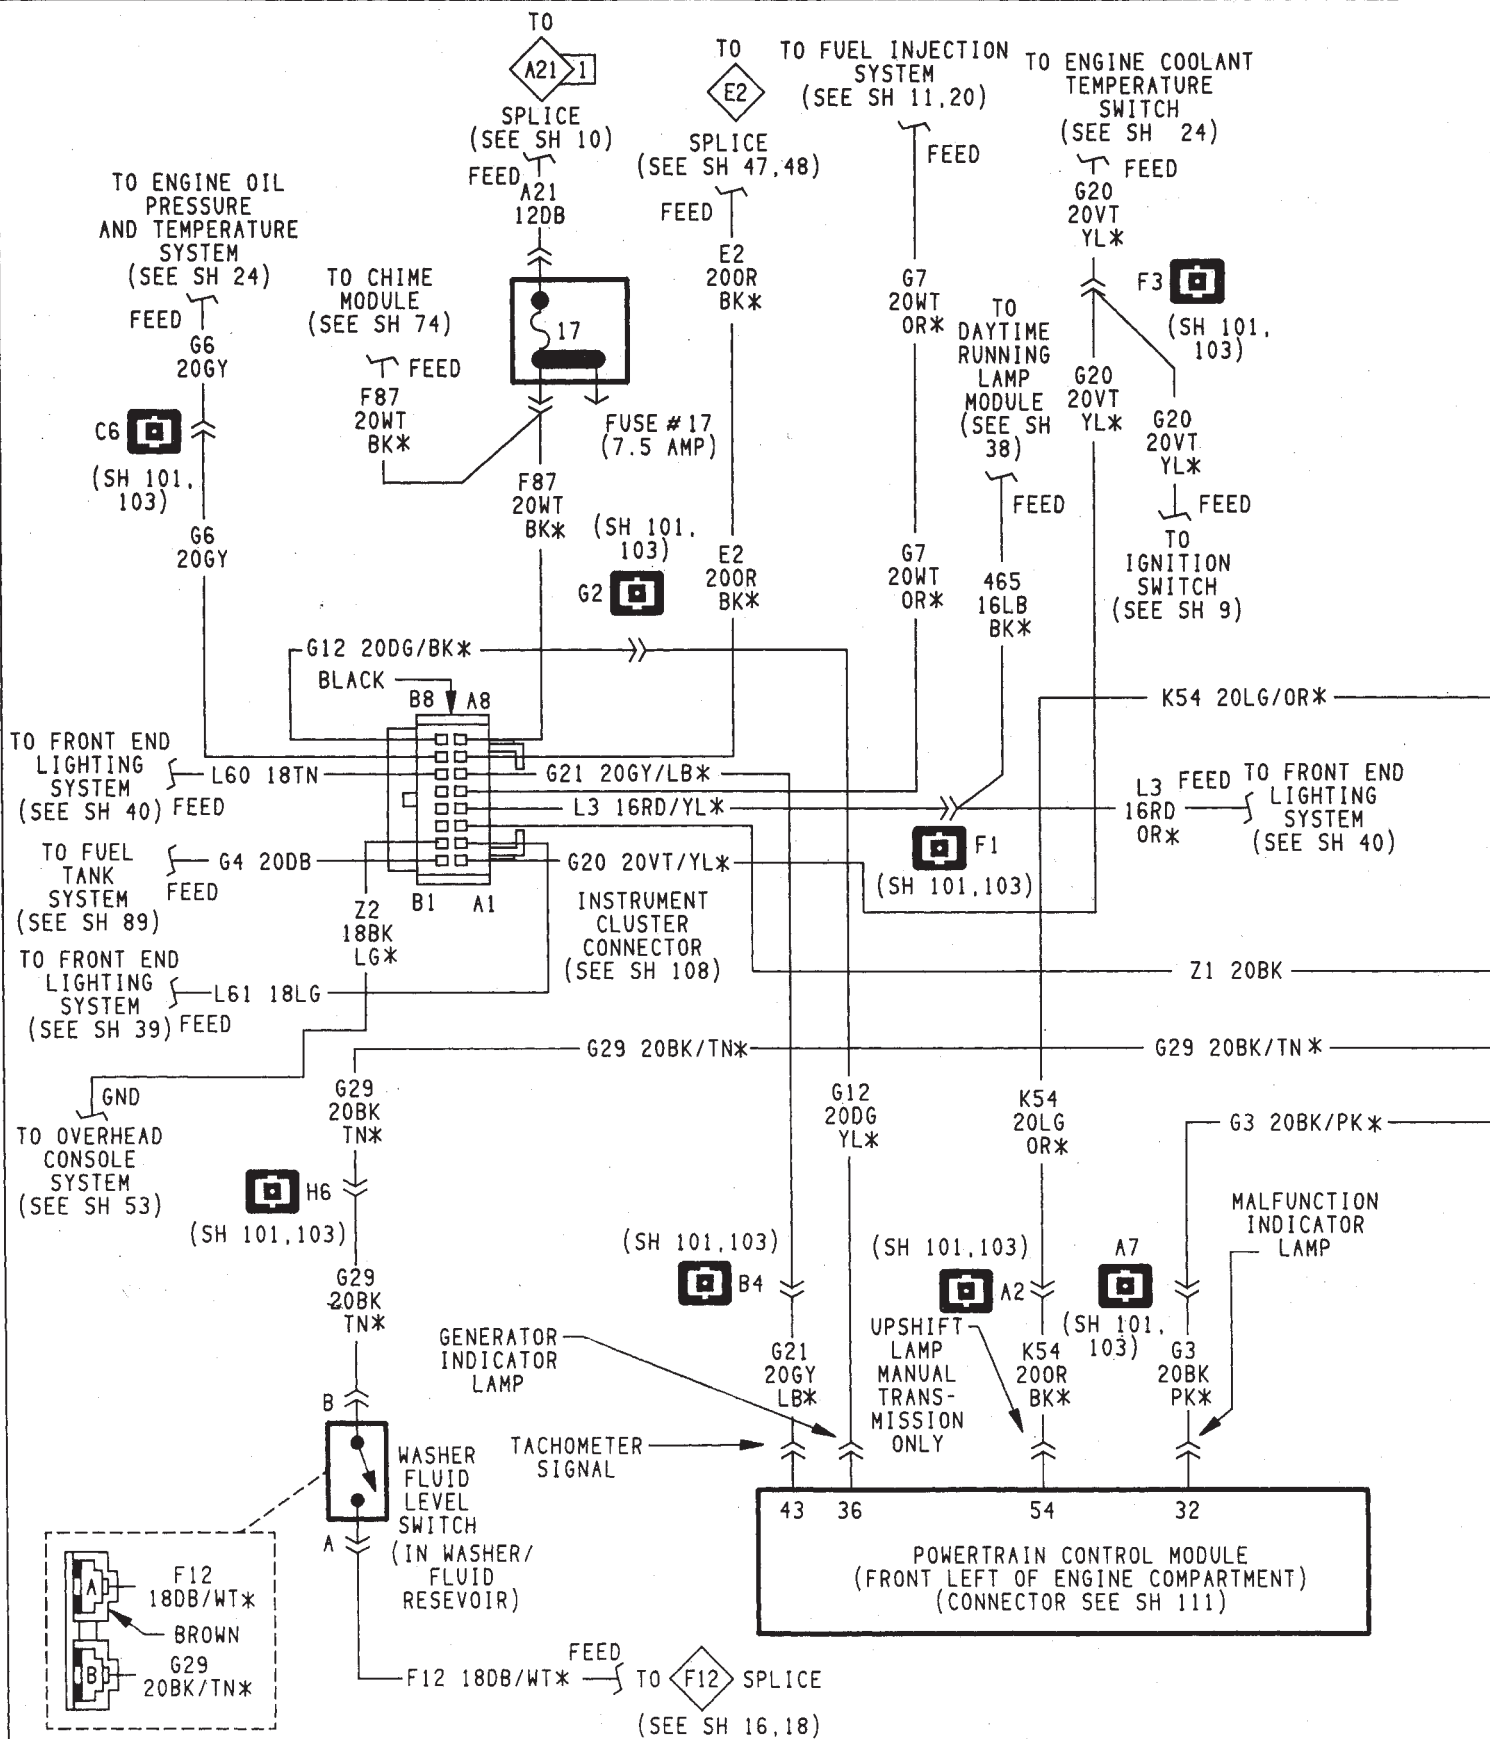 TO
A21
1
SPLICE
(SEE SH 10)
FEED
A21
12DB
TO
E2
SPLICE
(SEE SH 47,48)
FEED
E2
20OR
BK*
TO FUEL INJECTION
SYSTEM
(SEE SH 11,20)
FEED
G7
20WT
OR*
TO ENGINE COOLANT
TEMPERATURE
SWITCH
(SEE SH 24)
FEED
G20
20VT
YL*
F3
(SH 101,
103)
TO ENGINE OIL
PRESSURE
AND TEMPERATURE
SYSTEM
(SEE SH 24)
FEED
G6
20GY
C6
(SH 101,
103)
G6
20GY
TO CHIME
MODULE
(SEE SH 74)
FEED
F87
20WT
BK*
17
FUSE #17
(7.5 AMP)
F87
20WT
BK*
(SH 101,
103)
G2
E2
20OR
BK*
G7
20WT
OR*
TO
DAYTIME
RUNNING
LAMP
MODULE
(SEE SH
38)
FEED
465
16LB
BK*
G20
20VT
YL*
G20
20VT
YL*
FEED
TO
IGNITION
SWITCH
(SEE SH 9)
G12 20DG/BK*
BLACK
B8
A8
K54 20LG/OR*
TO FRONT END
LIGHTING
SYSTEM
(SEE SH 40)
FEED
L60 18TN
G21 20GY/LB*
L3 16RD/YL*
F1
(SH 101,103)
L3
16RD
OR*
FEED
TO FRONT END
LIGHTING
SYSTEM
(SEE SH 40)
TO FUEL
TANK
SYSTEM
(SEE SH 89)
FEED
G4 20DB
G20 20VT/YL*
B1
A1
INSTRUMENT
CLUSTER
CONNECTOR
(SEE SH 108)
Z2
18BK
LG*
TO FRONT END
LIGHTING
SYSTEM
(SEE SH 39)
FEED
L61 18LG
Z1 20BK
G29 20BK/TN*
G29 20BK/TN*
GND
TO OVERHEAD
CONSOLE
SYSTEM
(SEE SH 53)
G29
20BK
TN*
H6
(SH 101,103)
G29
20BK
TN*
G12
20DG
YL*
K54
20LG
OR*
G3 20BK/PK*
MALFUNCTION
INDICATOR
LAMP
(SH 101,103)
B4
(SH 101,103)
A2
A7
(SH 101,
103)
GENERATOR
INDICATOR
LAMP
G21
20GY
LB*
UPSHIFT
LAMP
MANUAL
TRANS-
MISSION
ONLY
K54
20OR
BK*
G3
20BK
PK*
TACHOMETER
SIGNAL
B
WASHER
FLUID
LEVEL
SWITCH
(IN WASHER/
FLUID
RESEVOIR)
A
43
36
54
32
POWERTRAIN CONTROL MODULE
(FRONT LEFT OF ENGINE COMPARTMENT)
(CONNECTOR SEE SH 111)
A
F12
18DB/WT*
BROWN
B
G29
20BK/TN*
F12 18DB/WT*
FEED
TO
F12
SPLICE
(SEE SH 16,18)